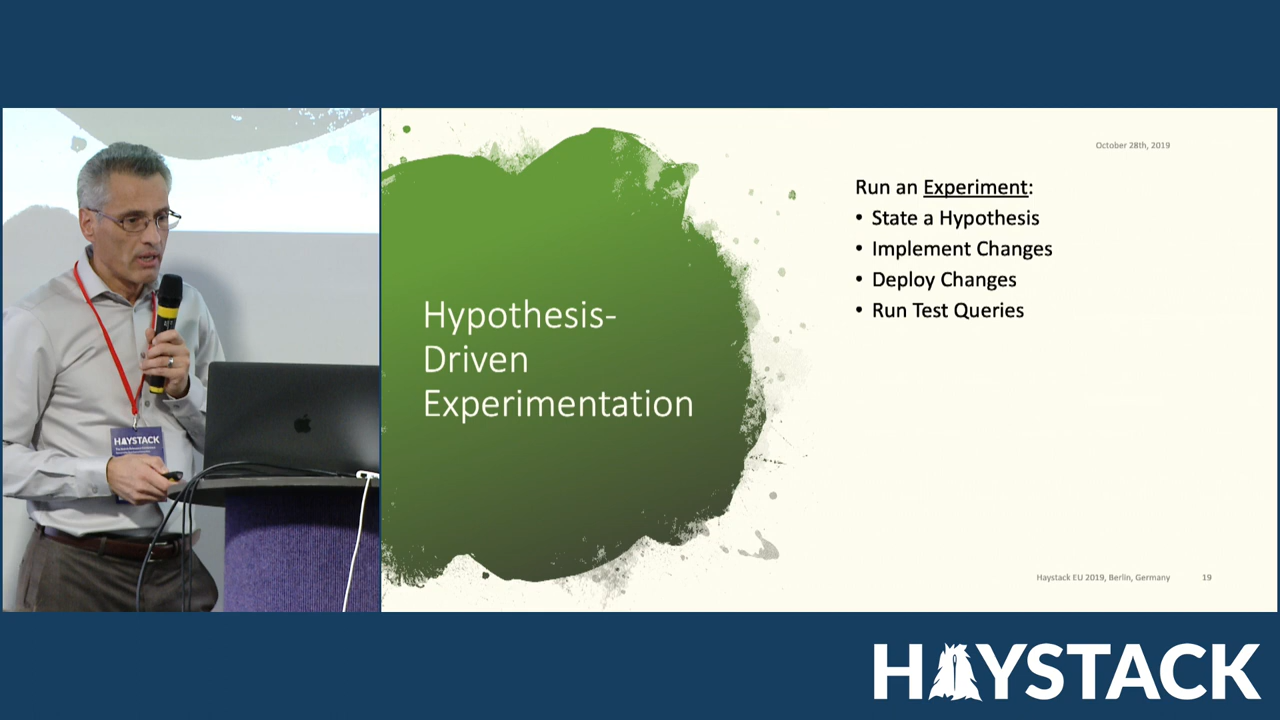 HAYSTACK
October 28th, 2019
Hypothesis-
Driven
Experimentation
Run an Experiment:
• State a Hypothesis
• Implement Changes
• Deploy Changes
• Run Test Queries
Haystack EU 2019, Berlin, Germany
19
HAYSTACK